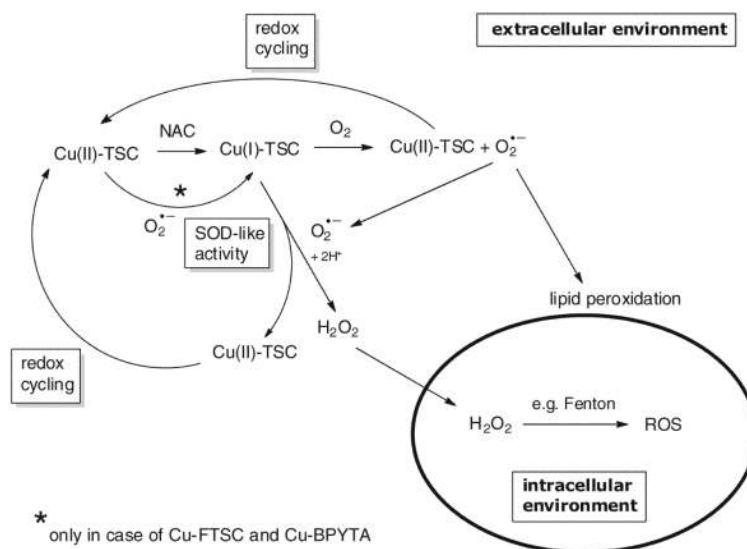 redox
cycling
extracellular environment
NAC
O₂
Cu(II)-TSC
Cu(I)-TSC
Cu(II)-TSC + O₂•−
*
O₂•−
SOD-like
activity
O₂•−
+ 2H⁺
lipid peroxidation
H₂O₂
Cu(II)-TSC
redox
cycling
e.g. Fenton
H₂O₂
ROS
intracellular
environment
* only in case of Cu-FTSC and Cu-BPYTA